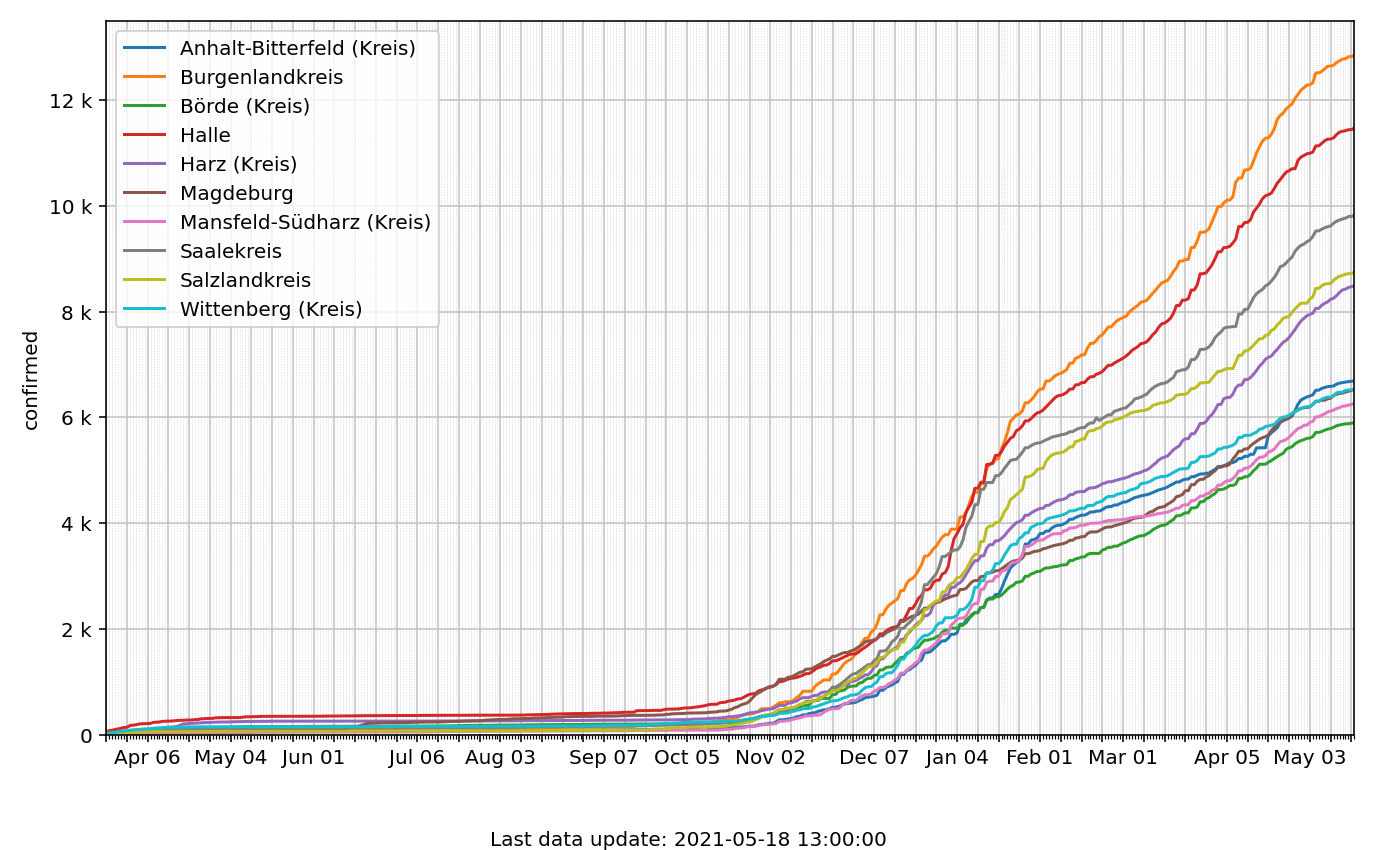 Anhalt-Bitterfeld (Kreis)
Burgenlandkreis
Börde (Kreis)
Halle
Harz (Kreis)
Magdeburg
Mansfeld-Südharz (Kreis)
Saalekreis
Salzlandkreis
Wittenberg (Kreis)
confirmed
12 k
10 k
8 k
6 k
4 k
2 k
0
Apr 06 May 04 Jun 01 Jul 06 Aug 03 Sep 07 Oct 05 Nov 02 Dec 07 Jan 04 Feb 01 Mar 01 Apr 05 May 03
Last data update: 2021-05-18 13:00:00